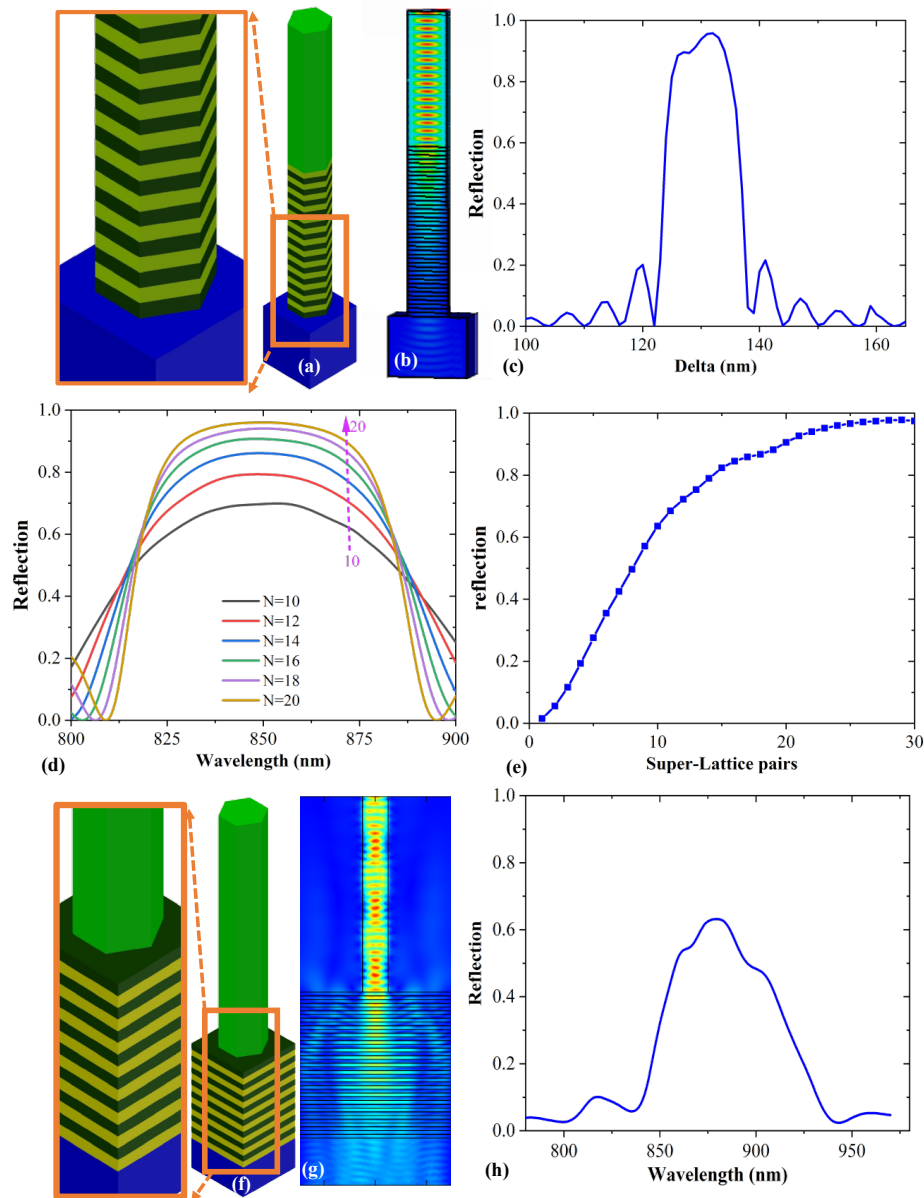 (a)
(b)
Reflection
1.0
0.8
0.6
0.4
0.2
0.0
100
120
140
160
Delta (nm)
(c)
Reflection
1.0
0.8
0.6
0.4
0.2
0.0
20
10
N=10
N=12
N=14
N=16
N=18
N=20
800
825
850
875
900
Wavelength (nm)
(d)
reflection
1.0
0.8
0.6
0.4
0.2
0.0
0
10
20
30
Super-Lattice pairs
(e)
(f)
(g)
Reflection
1.0
0.8
0.6
0.4
0.2
0.0
800
850
900
950
Wavelength (nm)
(h)